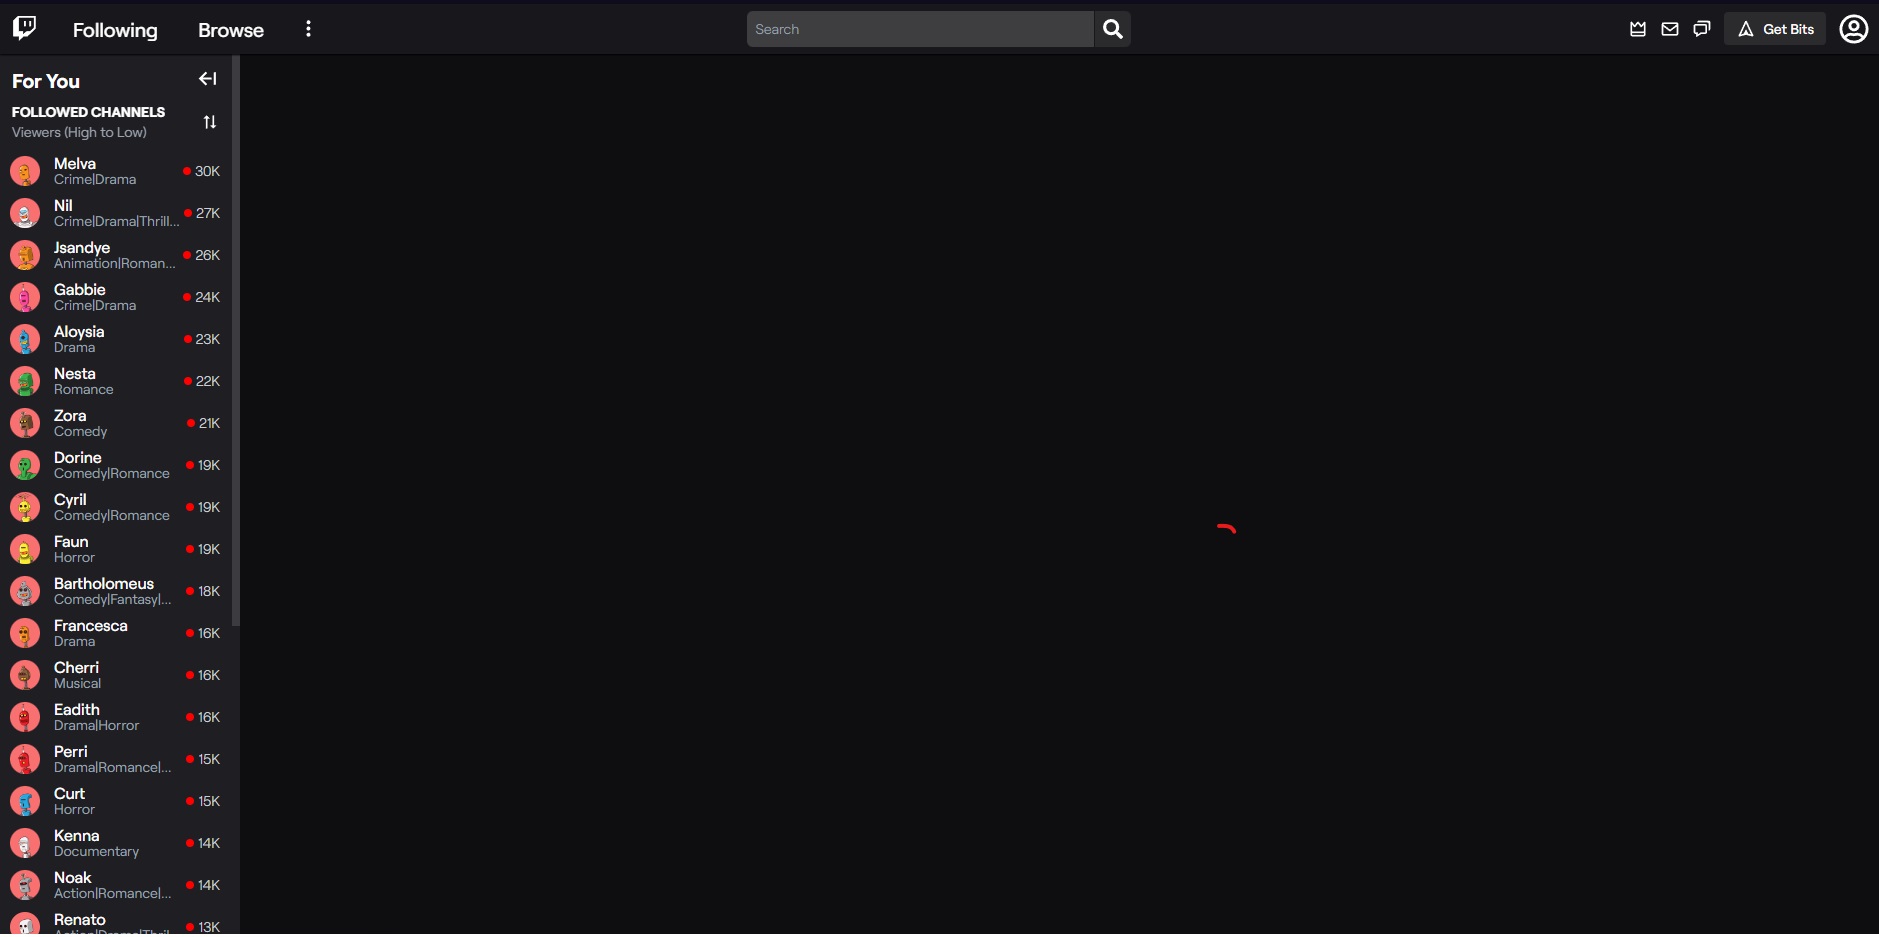 Following
Browse
Search
Get Bits
For You
FOLLOWED CHANNELS
Viewers (High to Low)
Melva
Crime|Drama
30K
Nil
Crime|Drama|Thrill...
27K
Jsandye
Animation|Roman...
26K
Gabbie
Crime|Drama
24K
Aloysia
Drama
23K
Nesta
Romance
22K
Zora
Comedy
21K
Dorine
Comedy|Romance
19K
Cyril
Comedy|Romance
19K
Faun
Horror
19K
Bartholomeus
Comedy|Fantasy|...
18K
Francesca
Drama
16K
Cherri
Musical
16K
Eadith
Drama|Horror
16K
Perri
Drama|Romance|...
15K
Curt
Horror
15K
Kenna
Documentary
14K
Noak
Action|Romance|...
14K
Renato
Action|Drama|Thril...
13K